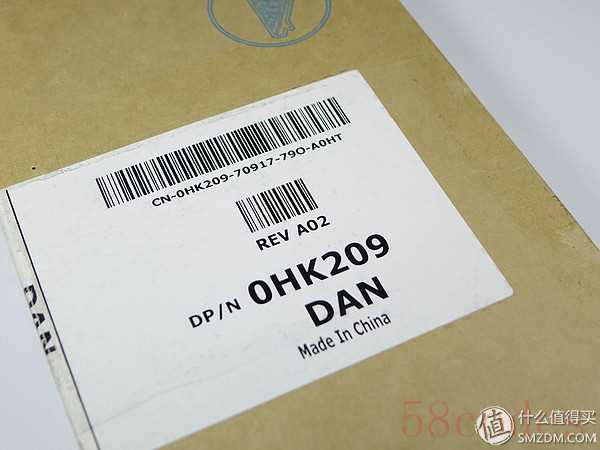 CN-0HK209-70917-79O-A0HT
REV A02
DP/N 0HK209
DAN
Made In China
DAN
值 什么值得买
SMZDM.COM